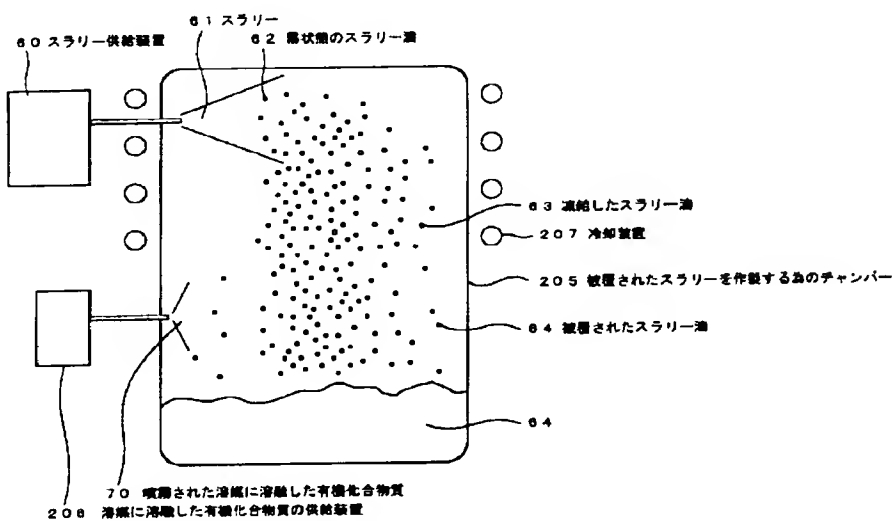 61 スラリー
60 スラリー供給装置
62 霧状態のスラリー滴
63 凍結したスラリー滴
207 冷却装置
205 被覆されたスラリーを作製する為のチャンバー
64 被覆されたスラリー滴
64
70 噴霧された溶媒に溶融した有機化合物質
206 溶媒に溶融した有機化合物質の供給装置